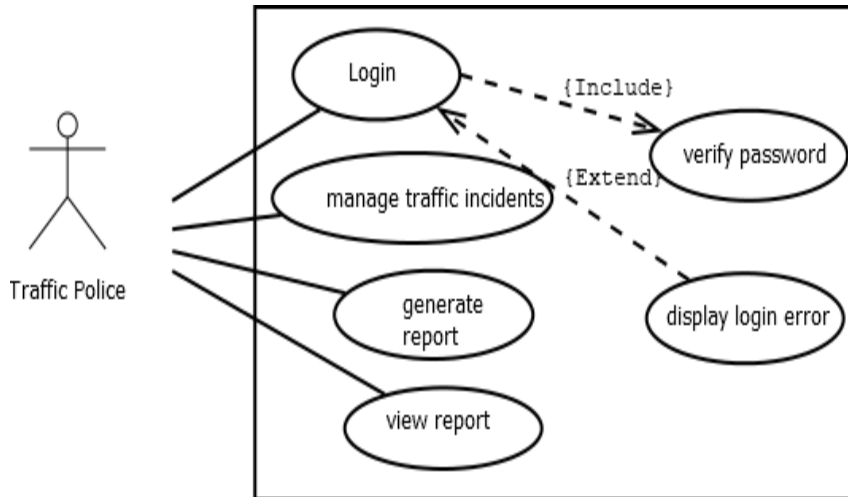 Login
{Include}
verify password
{Extend}
manage traffic incidents
Traffic Police
generate
report
display login error
view report